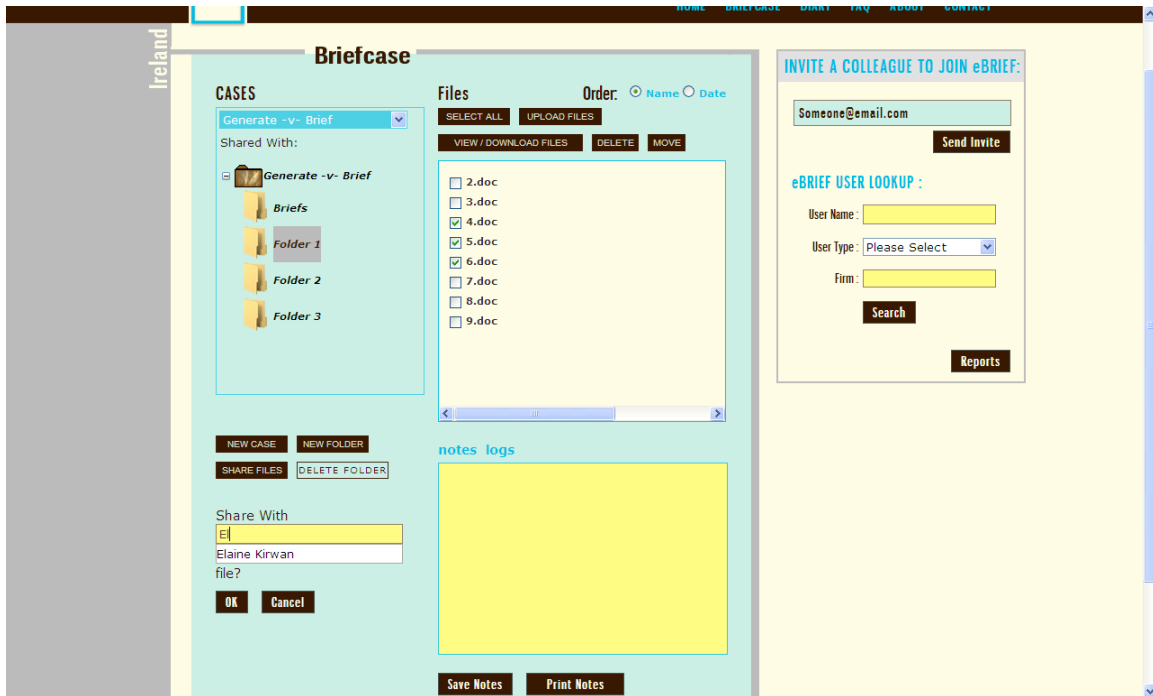 HOME BRIEFCASE DIARY FAQ ABOUT CONTACT
Ireland
Briefcase
CASES
Generate -v- Brief
Shared With:
Generate -v- Brief
Briefs
Folder 1
Folder 2
Folder 3
NEW CASE NEW FOLDER
SHARE FILES DELETE FOLDER
Share With
El
Elaine Kirwan
file?
OK Cancel
Files Order: Name Date
SELECT ALL UPLOAD FILES
VIEW / DOWNLOAD FILES DELETE MOVE
2.doc
3.doc
4.doc
5.doc
6.doc
7.doc
8.doc
9.doc
notes logs
Save Notes Print Notes
INVITE A COLLEAGUE TO JOIN eBRIEF:
Someone@email.com
Send Invite
eBRIEF USER LOOKUP :
User Name :
User Type : Please Select
Firm :
Search
Reports